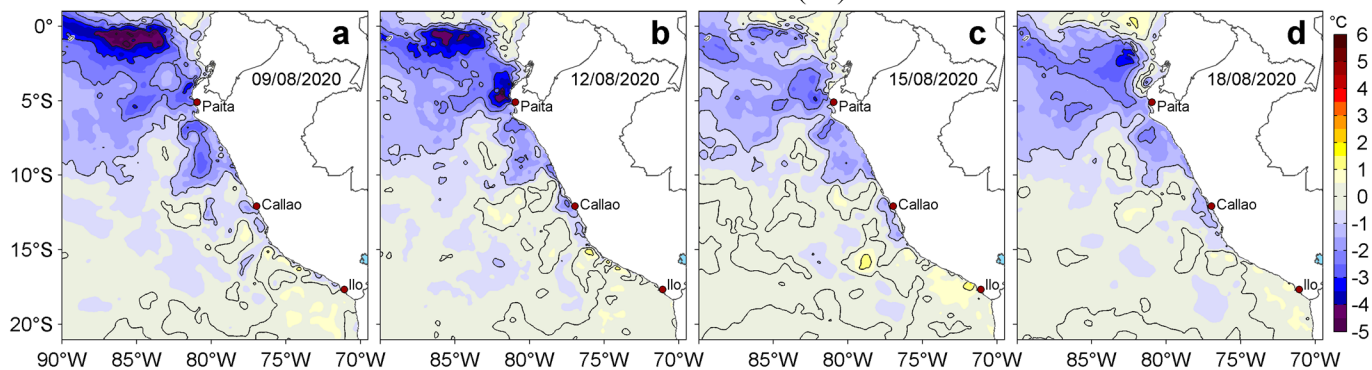 a
b
c
d
°C
09/08/2020
12/08/2020
15/08/2020
18/08/2020
Paita
Paita
Paita
Paita
Callao
Callao
Callao
Callao
Ilo
Ilo
Ilo
Ilo
0°
5°S
10°S
15°S
20°S
90°W 85°W 80°W 75°W 70°W
85°W 80°W 75°W 70°W
85°W 80°W 75°W 70°W
85°W 80°W 75°W 70°W
6
5
4
3
2
1
0
-1
-2
-3
-4
-5